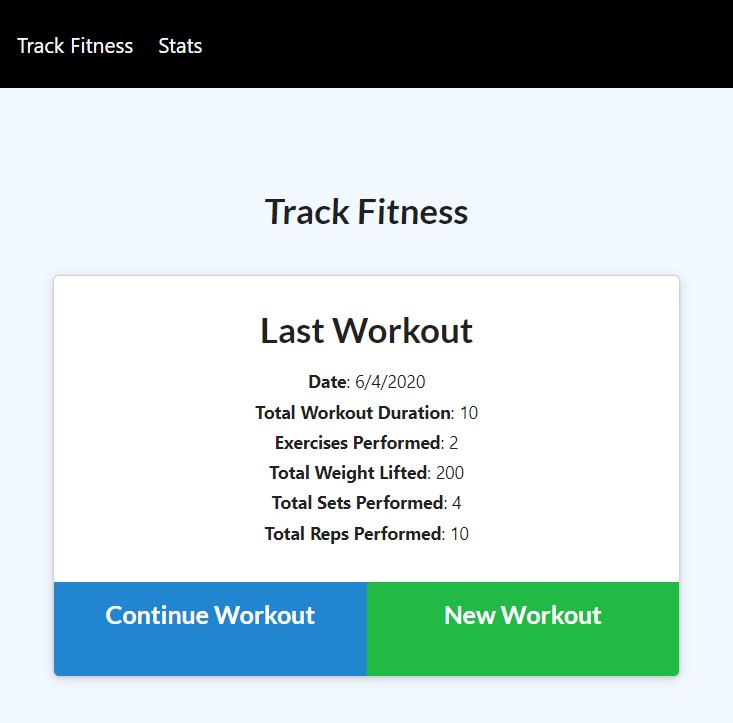 Track Fitness Stats
Track Fitness
Last Workout
Date: 6/4/2020
Total Workout Duration: 10
Exercises Performed: 2
Total Weight Lifted: 200
Total Sets Performed: 4
Total Reps Performed: 10
Continue Workout New Workout